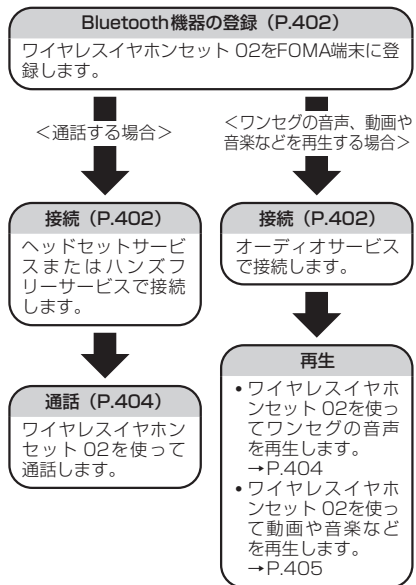 Bluetooth機器の登録（P.402）
ワイヤレスイヤホンセット 02をFOMA端末に登
録します。
＜通話する場合＞
接続（P.402）
ヘッドセットサービ
スまたはハンズフ
リーサービスで接続
します。
通話（P.404）
ワイヤレスイヤホン
セット 02を使って
通話します。
＜ワンセグの音声、動画や
音楽などを再生する場合＞
接続（P.402）
オーディオサービス
で接続します。
再生
•ワイヤレスイヤホ
ンセット 02を使っ
てワンセグの音声
を再生します。
→P.404
•ワイヤレスイヤホ
ンセット 02を使っ
て動画や音楽など
を再生します。
→P.405